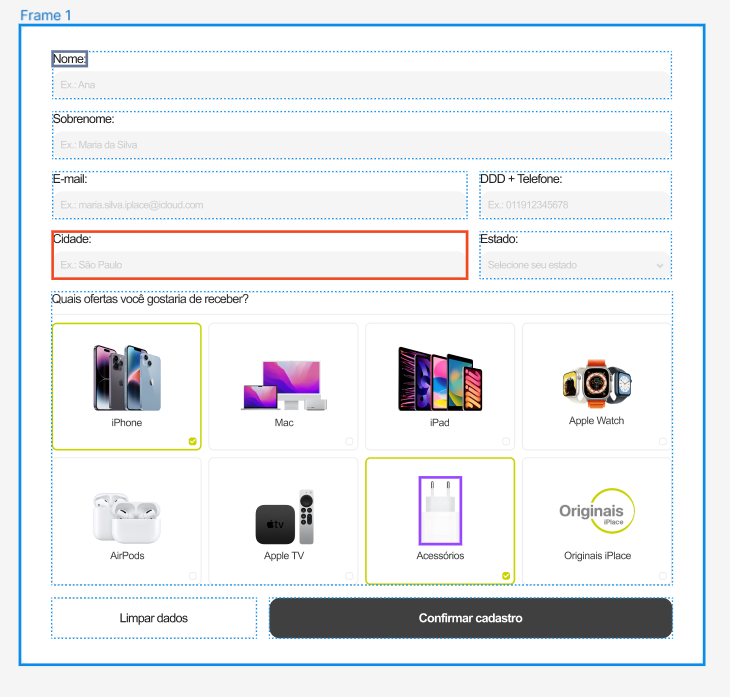 Frame 1
Nome:
Ex.: Ana
Sobrenome:
Ex.: Maria da Silva
E-mail:
DDD + Telefone:
Ex.: maria.silva.iplace@icloud.com
Ex.: 011912345678
Cidade:
Estado:
Ex.: São Paulo
Selecione seu estado
Quais ofertas você gostaria de receber?
iPhone
Mac
iPad
Apple Watch
tv
Originais
iPlace
AirPods
Apple TV
Acessórios
Originais iPlace
Limpar dados
Confirmar cadastro